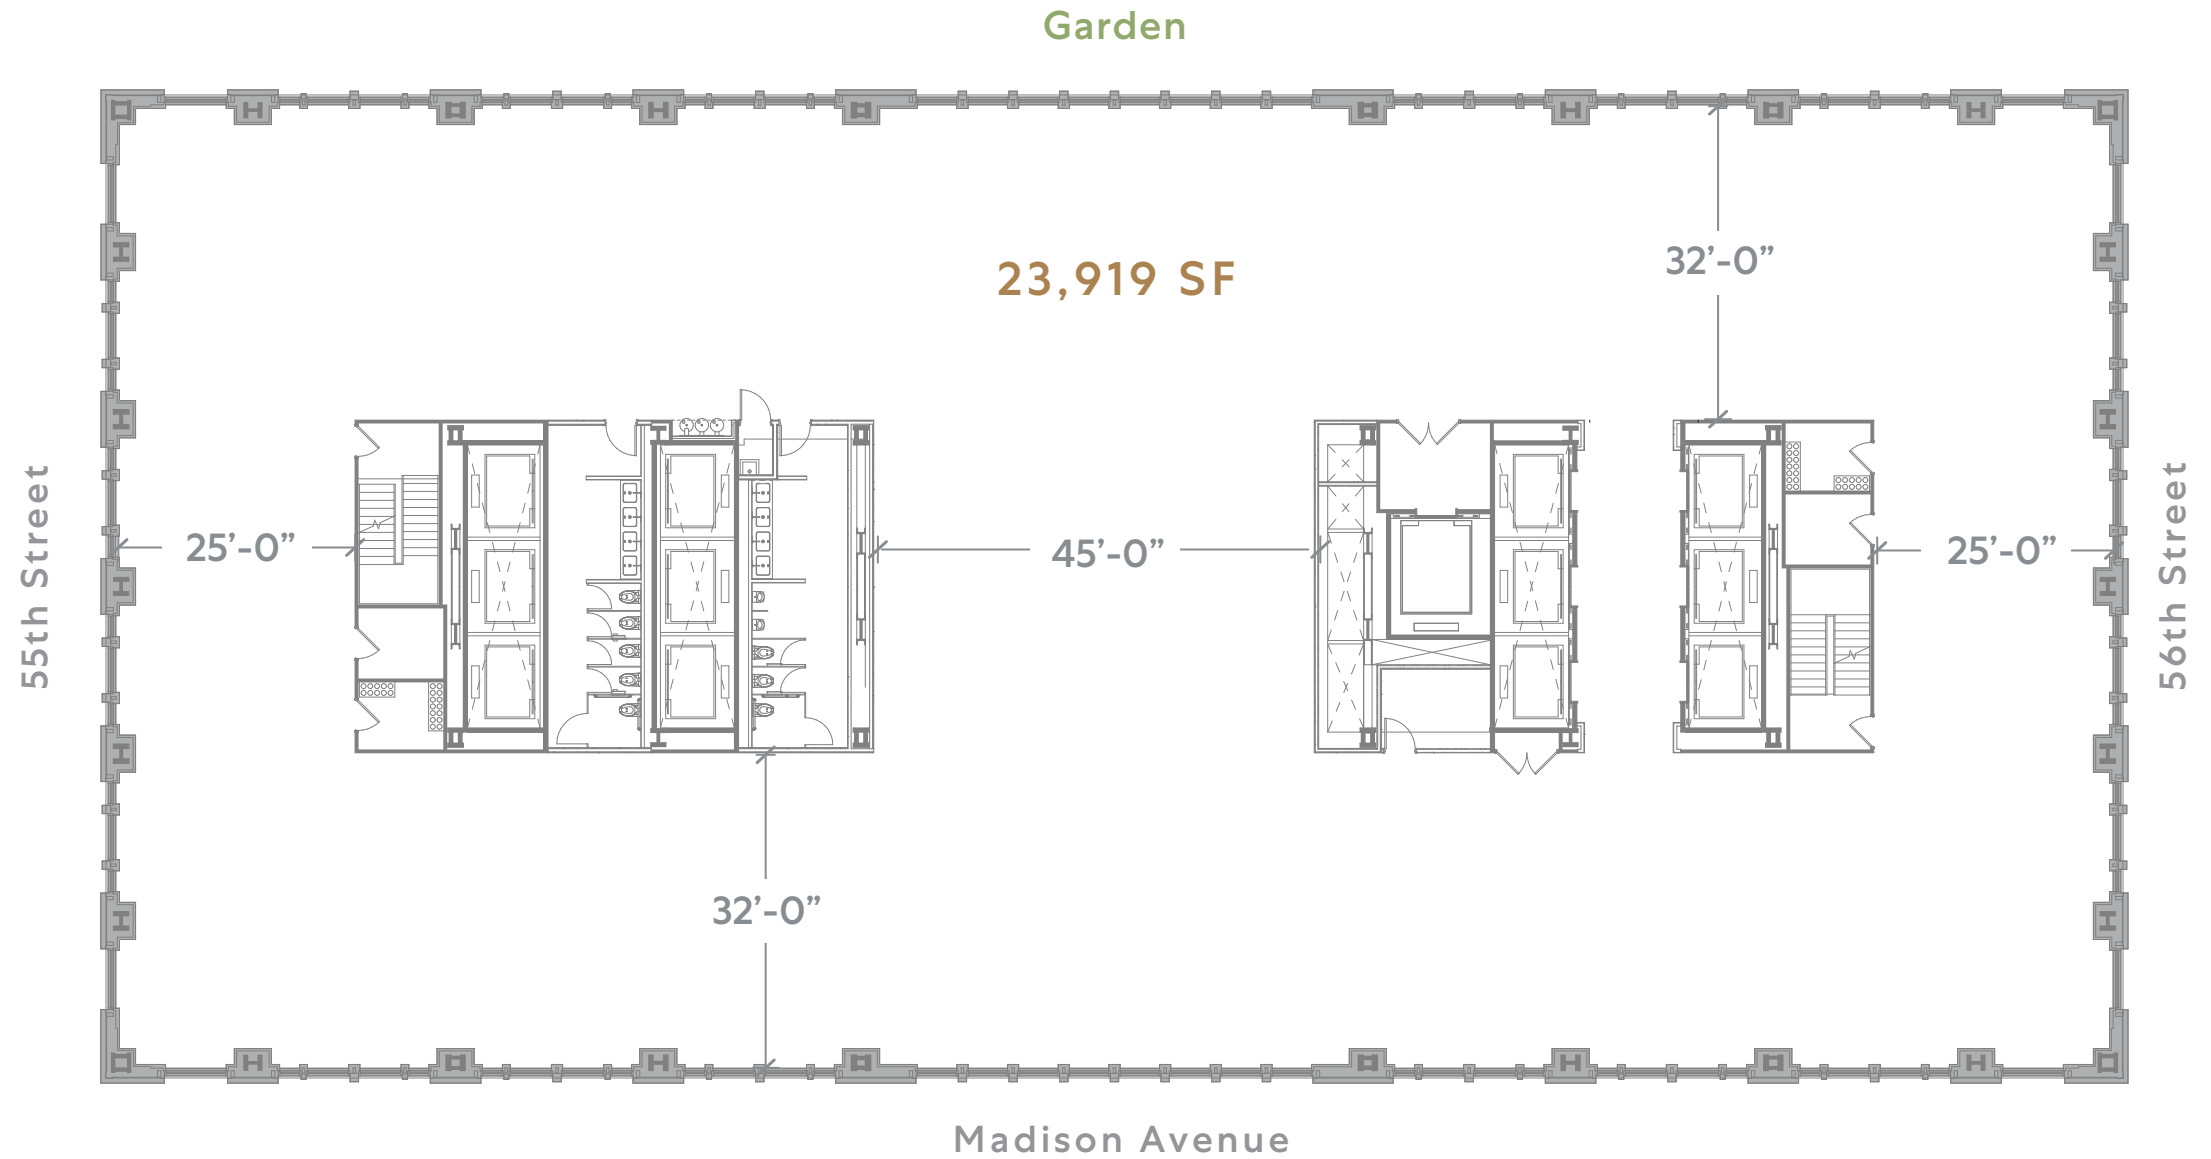 Garden
23,919 SF
32’-0”
55th Street
25’-0”
45’-0”
25’-0”
56th Street
32’-0”
Madison Avenue